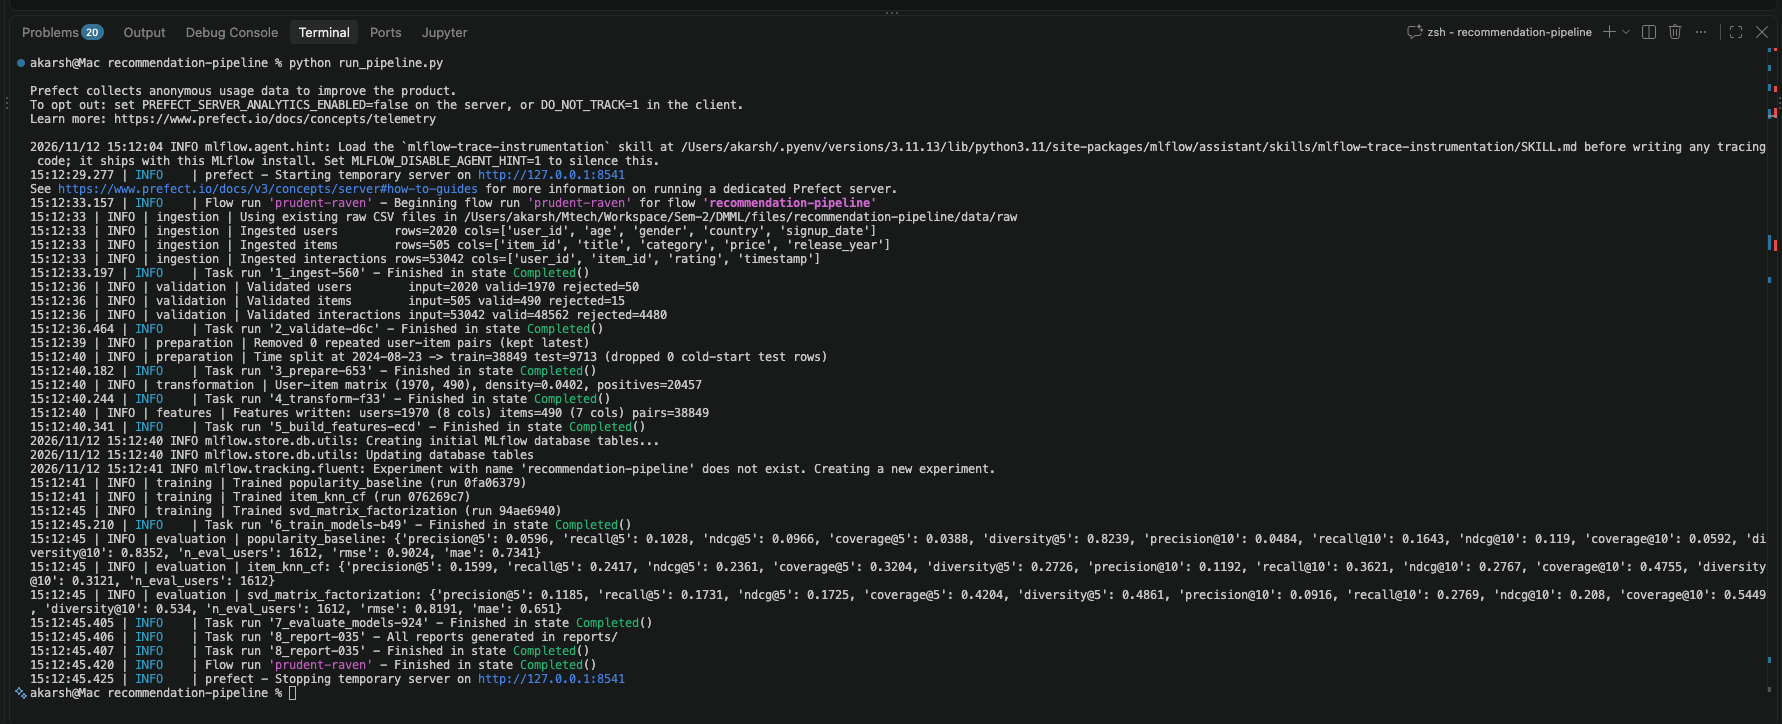 Problems 20 Output Debug Console Terminal Ports Jupyter zsh - recommendation-pipeline
akarsh@Mac recommendation-pipeline % python run_pipeline.py
Prefect collects anonymous usage data to improve the product.
To opt out: set PREFECT_SERVER_ANALYTICS_ENABLED=false on the server, or DO_NOT_TRACK=1 in the client.
Learn more: https://www.prefect.io/docs/concepts/telemetry
2026/11/12 15:12:04 INFO mlflow.agent.hint: Load the `mlflow-trace-instrumentation` skill at /Users/akarsh/.pyenv/versions/3.11.13/lib/python3.11/site-packages/mlflow/assistant/skills/mlflow-trace-instrumentation/SKILL.md before writing any tracing
code; it ships with this MLflow install. Set MLFLOW_DISABLE_AGENT_HINT=1 to silence this.
15:12:29.277 | INFO    | prefect - Starting temporary server on http://127.0.0.1:8541
See https://www.prefect.io/docs/v3/concepts/server#how-to-guides for more information on running a dedicated Prefect server.
15:12:33.157 | INFO    | Flow run 'prudent-raven' - Beginning flow run 'prudent-raven' for flow 'recommendation-pipeline'
15:12:33 | INFO | ingestion | Using existing raw CSV files in /Users/akarsh/Mtech/Workspace/Sem-2/DMML/files/recommendation-pipeline/data/raw
15:12:33 | INFO | ingestion | Ingested users        rows=2020 cols=['user_id', 'age', 'gender', 'country', 'signup_date']
15:12:33 | INFO | ingestion | Ingested items        rows=505 cols=['item_id', 'title', 'category', 'price', 'release_year']
15:12:33 | INFO | ingestion | Ingested interactions rows=53042 cols=['user_id', 'item_id', 'rating', 'timestamp']
15:12:33.197 | INFO    | Task run '1_ingest-560' - Finished in state Completed()
15:12:36 | INFO | validation | Validated users        input=2020 valid=1970 rejected=50
15:12:36 | INFO | validation | Validated items        input=505 valid=490 rejected=15
15:12:36 | INFO | validation | Validated interactions input=53042 valid=48562 rejected=4480
15:12:36.464 | INFO    | Task run '2_validate-d6c' - Finished in state Completed()
15:12:39 | INFO | preparation | Removed 0 repeated user-item pairs (kept latest)
15:12:40 | INFO | preparation | Time split at 2024-08-23 -> train=38849 test=9713 (dropped 0 cold-start test rows)
15:12:40.182 | INFO    | Task run '3_prepare-653' - Finished in state Completed()
15:12:40 | INFO | transformation | User-item matrix (1970, 490), density=0.0402, positives=20457
15:12:40.244 | INFO    | Task run '4_transform-f33' - Finished in state Completed()
15:12:40 | INFO | features | Features written: users=1970 (8 cols) items=490 (7 cols) pairs=38849
15:12:40.341 | INFO    | Task run '5_build_features-ecd' - Finished in state Completed()
2026/11/12 15:12:40 INFO mlflow.store.db.utils: Creating initial MLflow database tables...
2026/11/12 15:12:40 INFO mlflow.store.db.utils: Updating database tables
2026/11/12 15:12:41 INFO mlflow.tracking.fluent: Experiment with name 'recommendation-pipeline' does not exist. Creating a new experiment.
15:12:41 | INFO | training | Trained popularity_baseline (run 0fa06379)
15:12:41 | INFO | training | Trained item_knn_cf (run 076269c7)
15:12:45 | INFO | training | Trained svd_matrix_factorization (run 94ae6940)
15:12:45.210 | INFO    | Task run '6_train_models-b49' - Finished in state Completed()
15:12:45 | INFO | evaluation | popularity_baseline: {'precision@5': 0.0596, 'recall@5': 0.1028, 'ndcg@5': 0.0966, 'coverage@5': 0.0388, 'diversity@5': 0.8239, 'precision@10': 0.0484, 'recall@10': 0.1643, 'ndcg@10': 0.119, 'coverage@10': 0.0592, 'di
versity@10': 0.8352, 'n_eval_users': 1612, 'rmse': 0.9024, 'mae': 0.7341}
15:12:45 | INFO | evaluation | item_knn_cf: {'precision@5': 0.1599, 'recall@5': 0.2417, 'ndcg@5': 0.2361, 'coverage@5': 0.3204, 'diversity@5': 0.2726, 'precision@10': 0.1192, 'recall@10': 0.3621, 'ndcg@10': 0.2767, 'coverage@10': 0.4755, 'diversity
@10': 0.3121, 'n_eval_users': 1612}
15:12:45 | INFO | evaluation | svd_matrix_factorization: {'precision@5': 0.1185, 'recall@5': 0.1731, 'ndcg@5': 0.1725, 'coverage@5': 0.4204, 'diversity@5': 0.4861, 'precision@10': 0.0916, 'recall@10': 0.2769, 'ndcg@10': 0.208, 'coverage@10': 0.5449
, 'diversity@10': 0.534, 'n_eval_users': 1612, 'rmse': 0.8191, 'mae': 0.651}
15:12:45.405 | INFO    | Task run '7_evaluate_models-924' - Finished in state Completed()
15:12:45.406 | INFO    | Task run '8_report-035' - All reports generated in reports/
15:12:45.407 | INFO    | Task run '8_report-035' - Finished in state Completed()
15:12:45.420 | INFO    | Flow run 'prudent-raven' - Finished in state Completed()
15:12:45.425 | INFO    | prefect - Stopping temporary server on http://127.0.0.1:8541
akarsh@Mac recommendation-pipeline %